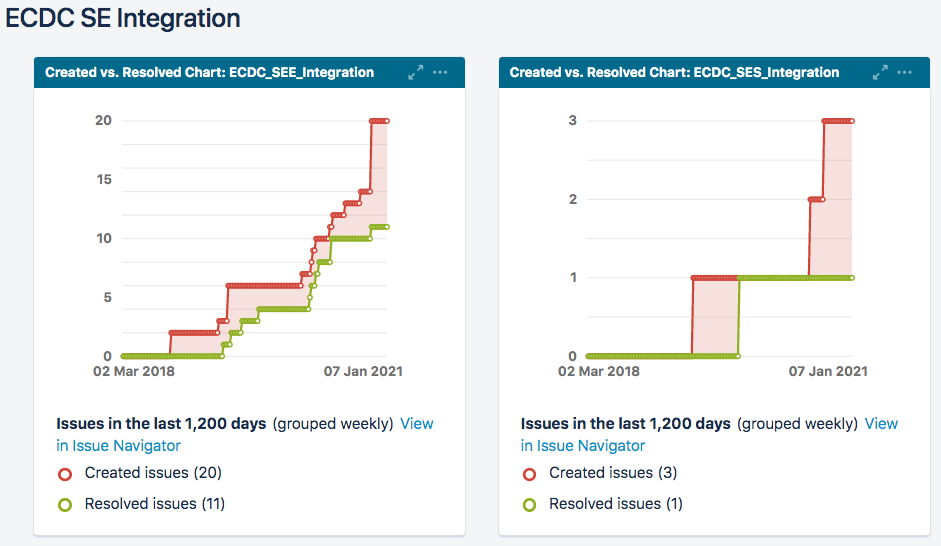 ECDC SE Integration
Created vs. Resolved Chart: ECDC_SEE_Integration
20
15
10
5
0
02 Mar 2018
07 Jan 2021
Issues in the last 1,200 days (grouped weekly) View
in Issue Navigator
Created issues (20)
Resolved issues (11)
Created vs. Resolved Chart: ECDC_SES_Integration
3
2
1
0
02 Mar 2018
07 Jan 2021
Issues in the last 1,200 days (grouped weekly) View
in Issue Navigator
Created issues (3)
Resolved issues (1)